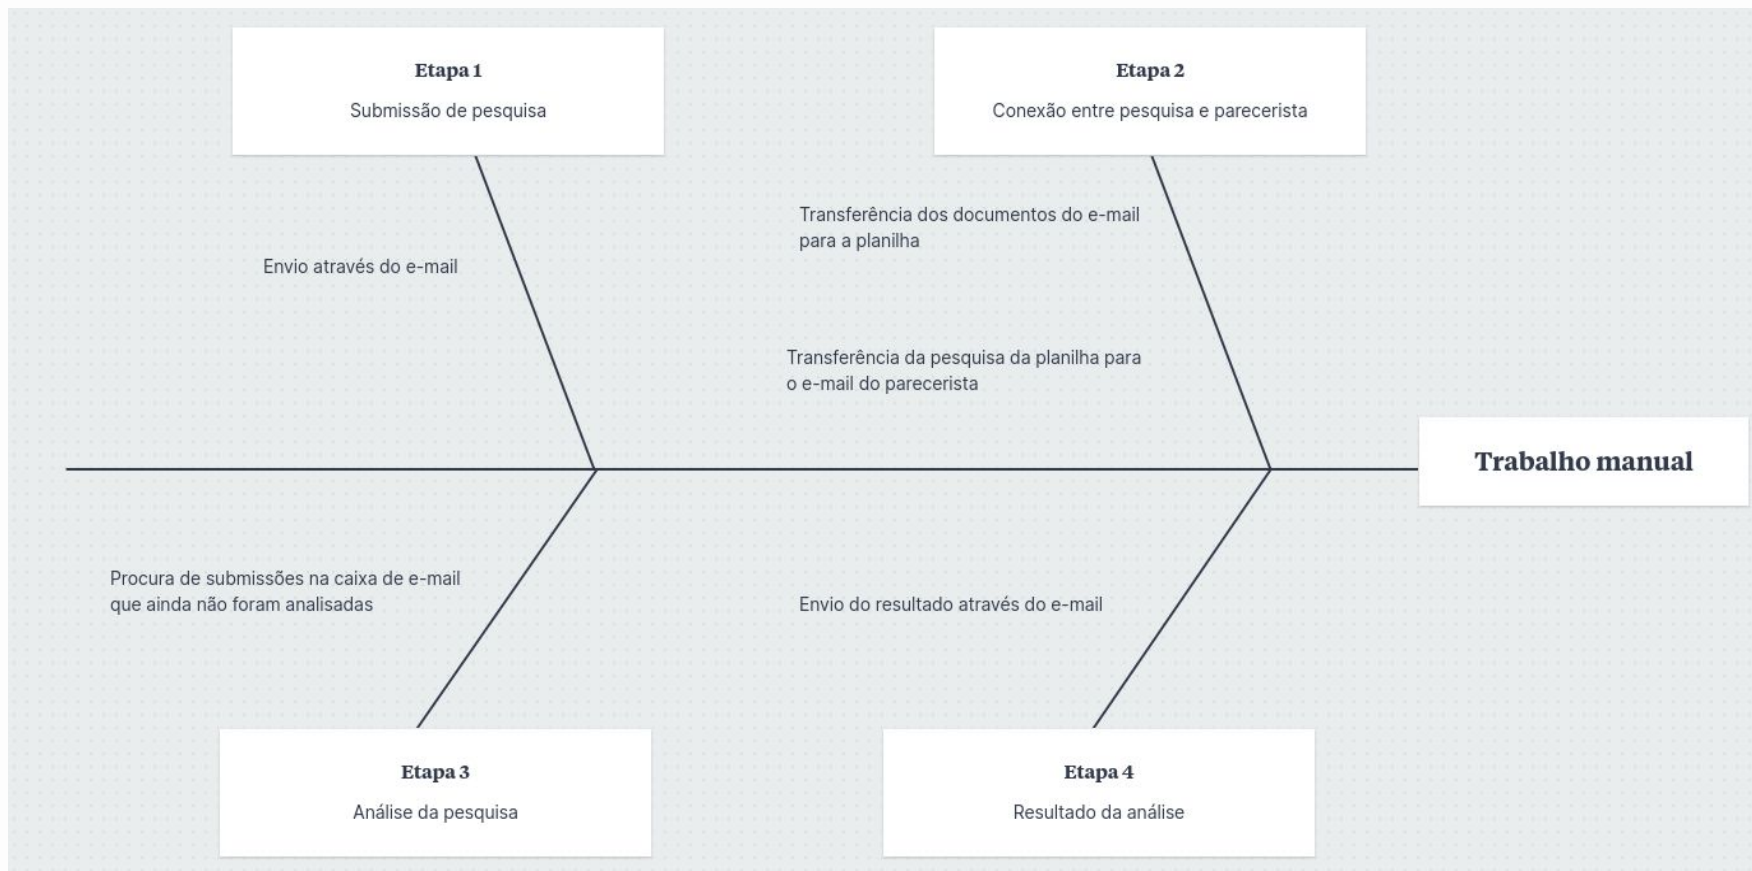 Etapa 1
Submissão de pesquisa
Etapa 2
Conexão entre pesquisa e parecerista
Envio através do e-mail
Transferência dos documentos do e-mail
para a planilha
Transferência da pesquisa da planilha para
o e-mail do parecerista
Trabalho manual
Procura de submissões na caixa de e-mail
que ainda não foram analisadas
Envio do resultado através do e-mail
Etapa 3
Análise da pesquisa
Etapa 4
Resultado da análise